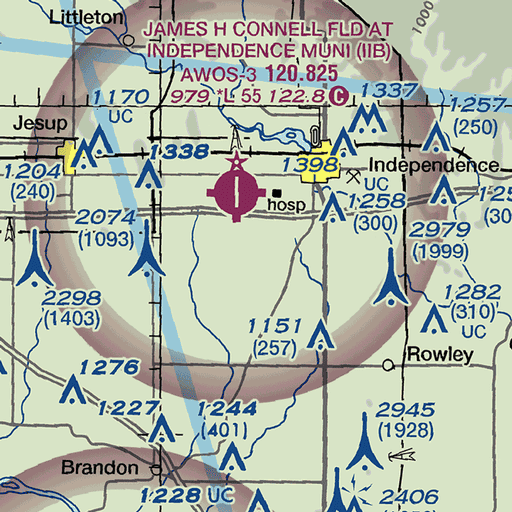 Littleton
1000
JAMES H CONNELL FLD AT
INDEPENDENCE MUNI (IIB)
AWOS-3 120.825
979 *L 55 122.8 C
1170
UC
1337
1257
(250)
Jesup
1338
1398
Independence
1204
(240)
UC
hosp
1258
(300)
2074
(1093)
2979
(1999)
2298
(1403)
1282
(310)
UC
1151
(257)
Rowley
1276
1227
1244
(401)
2945
(1928)
Brandon
1228 UC
2406